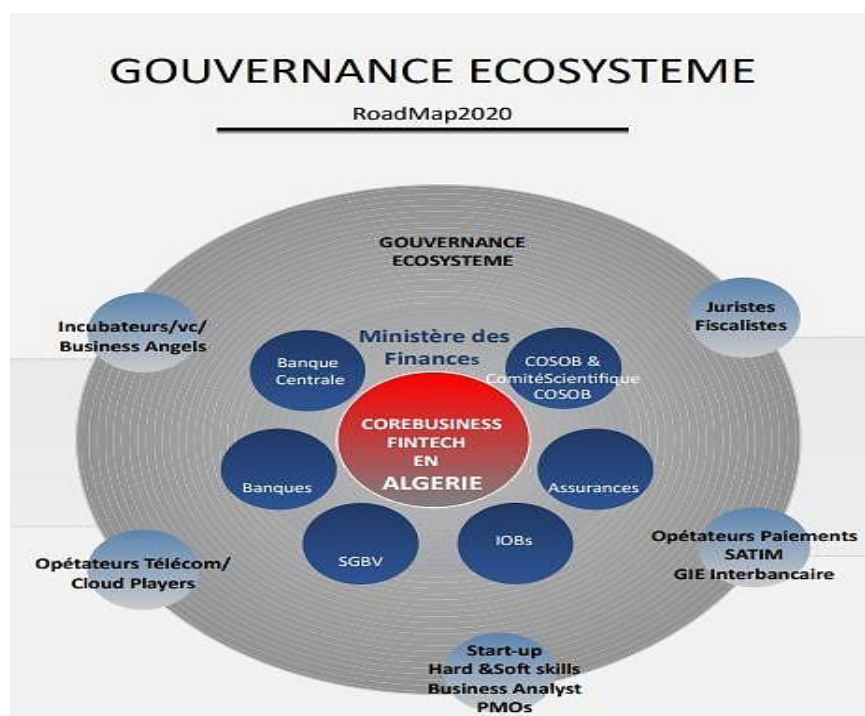 GOUVERNANCE ECOSYSTEME
RoadMap2020
GOUVERNANCE
ECOSYSTEME
Incubateurs/vc/
Business Angels
Juristes
Fiscalistes
Ministère des
Finances
Banque
Centrale
COSOB &
ComitéScientifique
COSOB
COREBUSINESS
FINTECH
EN
ALGERIE
Banques
Assurances
SGBV
IOBs
Opétateurs Télécom/
Cloud Players
Opétateurs Paiements
SATIM
GIE Interbancaire
Start-up
Hard &Soft skills
Business Analyst
PMOs